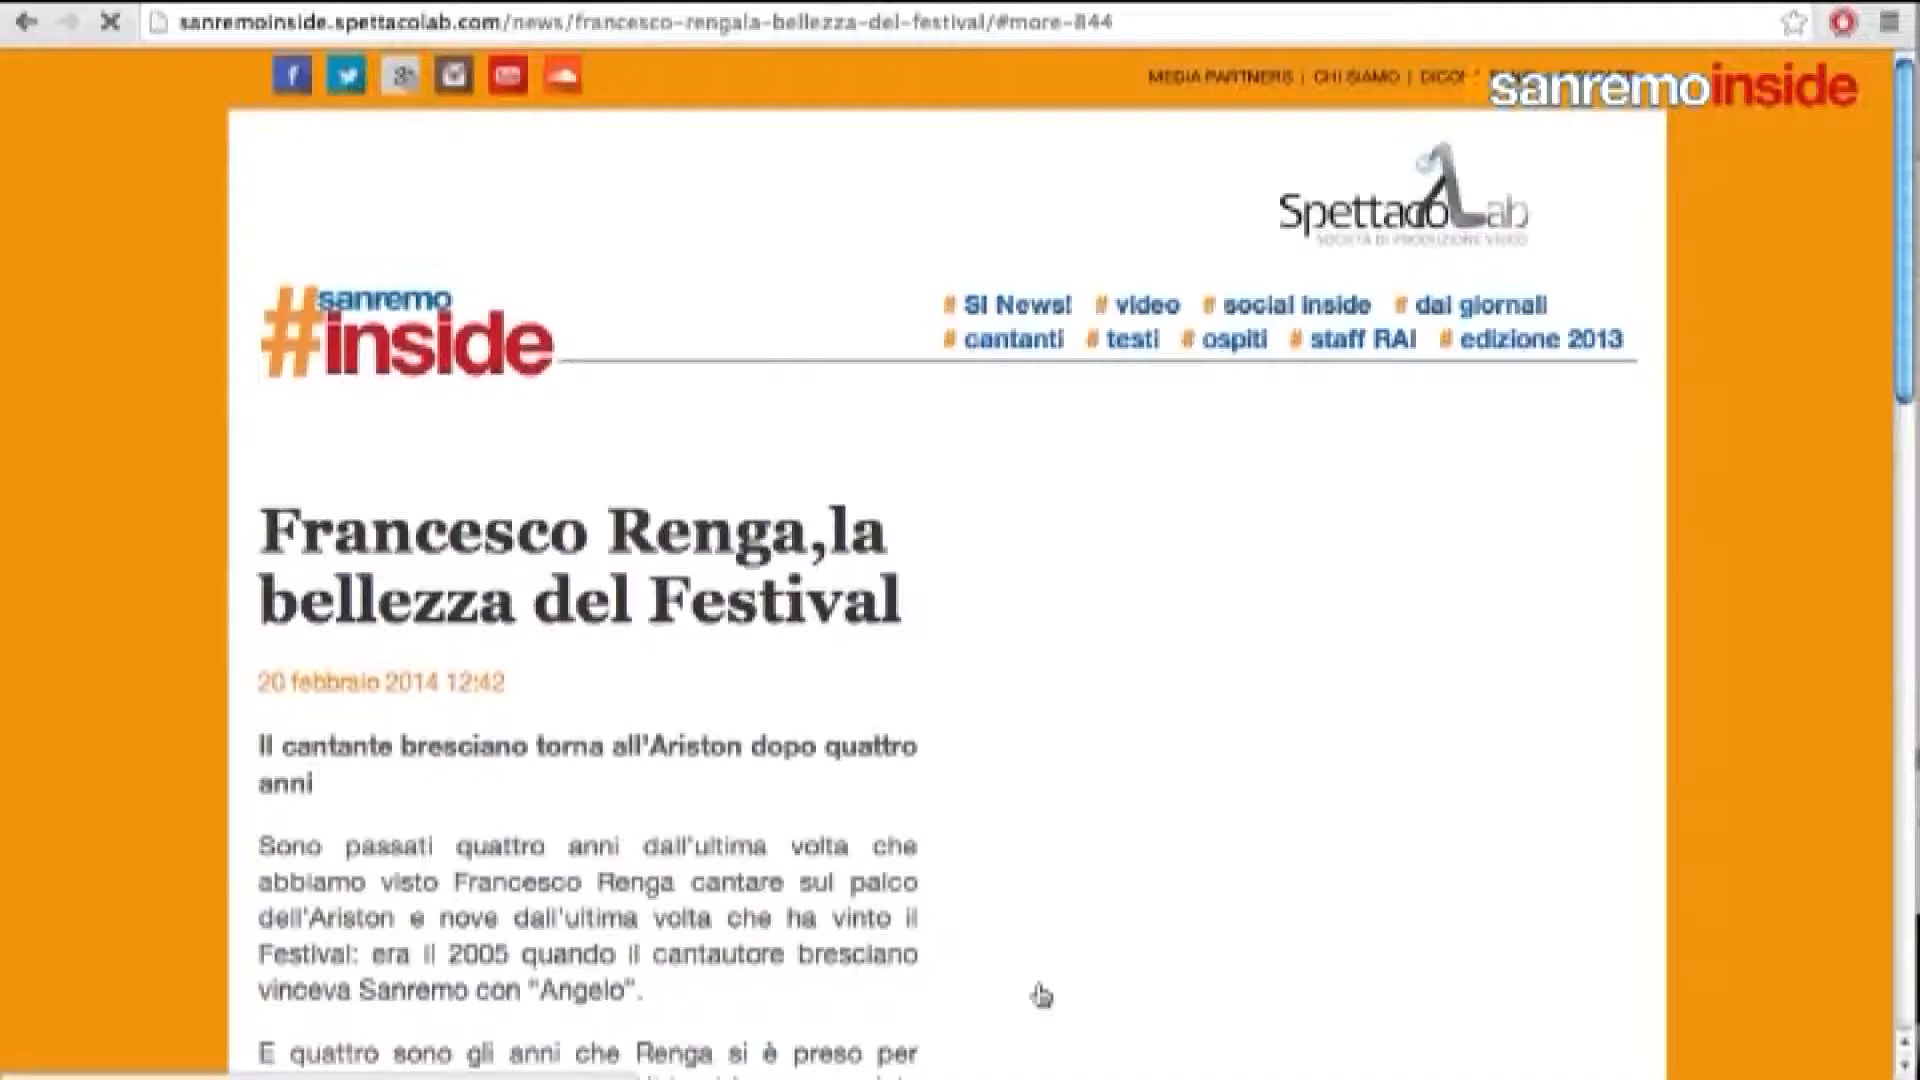 sanremoinside.spettacolab.com/news/francesco-rengala-bellezza-del-festival/#more-844
MEDIA PARTNERS | CHI SIAMO |
sanremoinside
SpettacoLab
SOCIETÀ DI PRODUZIONE VIDEO
#sanremo
inside
# SI News! # video # social inside # dai giornali
# cantanti # testi # ospiti # staff RAI # edizione 2013
Francesco Renga,la
bellezza del Festival
20 febbraio 2014 12:42
Il cantante bresciano torna all'Ariston dopo quattro
anni
Sono passati quattro anni dall'ultima volta che
abbiamo visto Francesco Renga cantare sul palco
dell'Ariston e nove dall'ultima volta che ha vinto il
Festival: era il 2005 quando il cantautore bresciano
vinceva Sanremo con "Angelo".
E quattro sono gli anni che Renga si è preso per